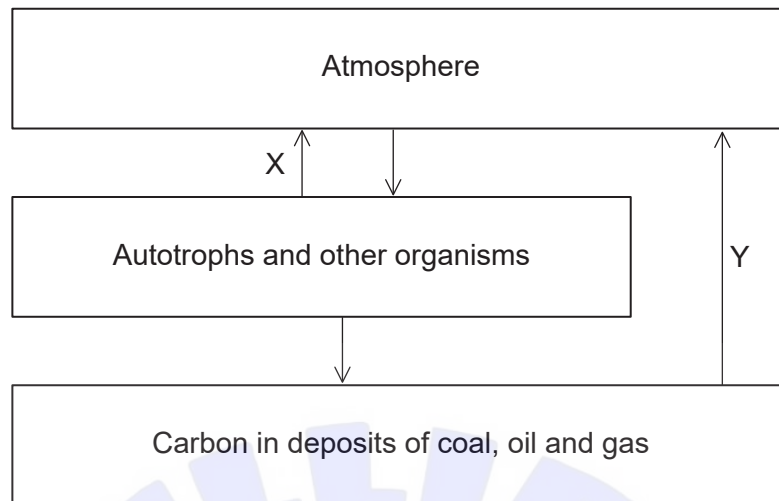 Atmosphere
X
Autotrophs and other organisms
Y
Carbon in deposits of coal, oil and gas